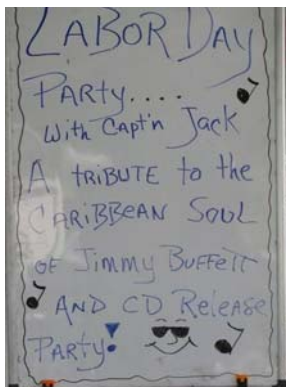 LABOR DAY
PARTY....
With Capt'n Jack
A TRIBUTE to the
CARIBBEAN SOUL
OF Jimmy BUFFETT
AND CD Release
PARTY!